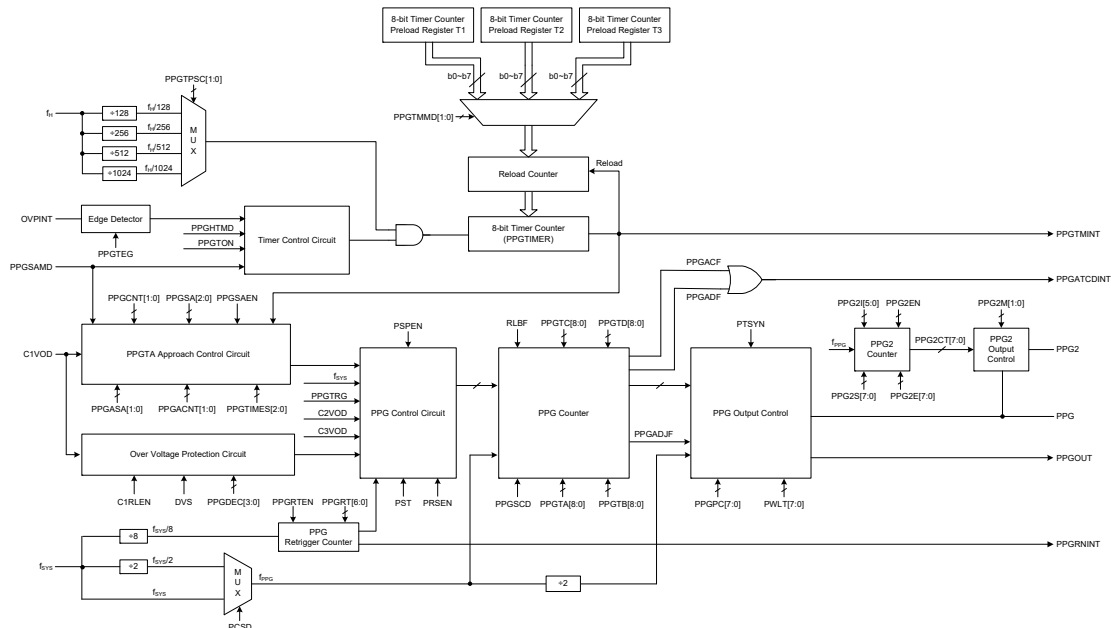 8-bit Timer Counter
Preload Register T1
8-bit Timer Counter
Preload Register T2
8-bit Timer Counter
Preload Register T3
b0~b7
b0~b7
b0~b7
PPGTPSC[1:0]
fH
÷128
fH/128
÷256
fH/256
÷512
fH/512
÷1024
fH/1024
M
U
X
PPGTMMD[1:0]
Reload Counter
Reload
OVPINT
Edge Detector
PPGTEG
PPGHTMD
PPGTON
Timer Control Circuit
8-bit Timer Counter
(PPGTIMER)
PPGTMINT
PPGSAMD
PPGACF
PPGADF
PPGATCDINT
PPGCNT[1:0]
PPGSA[2:0]
PPGSAEN
C1VOD
PPGTA Approach Control Circuit
PPGASA[1:0]
PPGACNT[1:0]
PPGTIMES[2:0]
Over Voltage Protection Circuit
C1RLEN
DVS
PPGDEC[3:0]
PSPEN
fSYS
PPGTRG
C2VOD
C3VOD
PPG Control Circuit
PST
PRSEN
RLBF
PPGTC[8:0]
PPGTD[8:0]
PPG Counter
PPGADJF
PPGSCD
PPGTA[8:0]
PPGTB[8:0]
PTSYN
PPG Output Control
PPGPC[7:0]
PWLT[7:0]
PPG2I[5:0]
PPG2EN
fPPG
PPG2
Counter
PPG2CT[7:0]
PPG2S[7:0]
PPG2E[7:0]
PPG2M[1:0]
PPG2
Output
Control
PPG2
PPG
PPGOUT
PPGRTEN
PPGRT[6:0]
PPG
Retrigger Counter
PPGRNINT
fSYS
÷8
fSYS/8
÷2
fSYS/2
fSYS
M
U
X
PCSD
fPPG
÷2